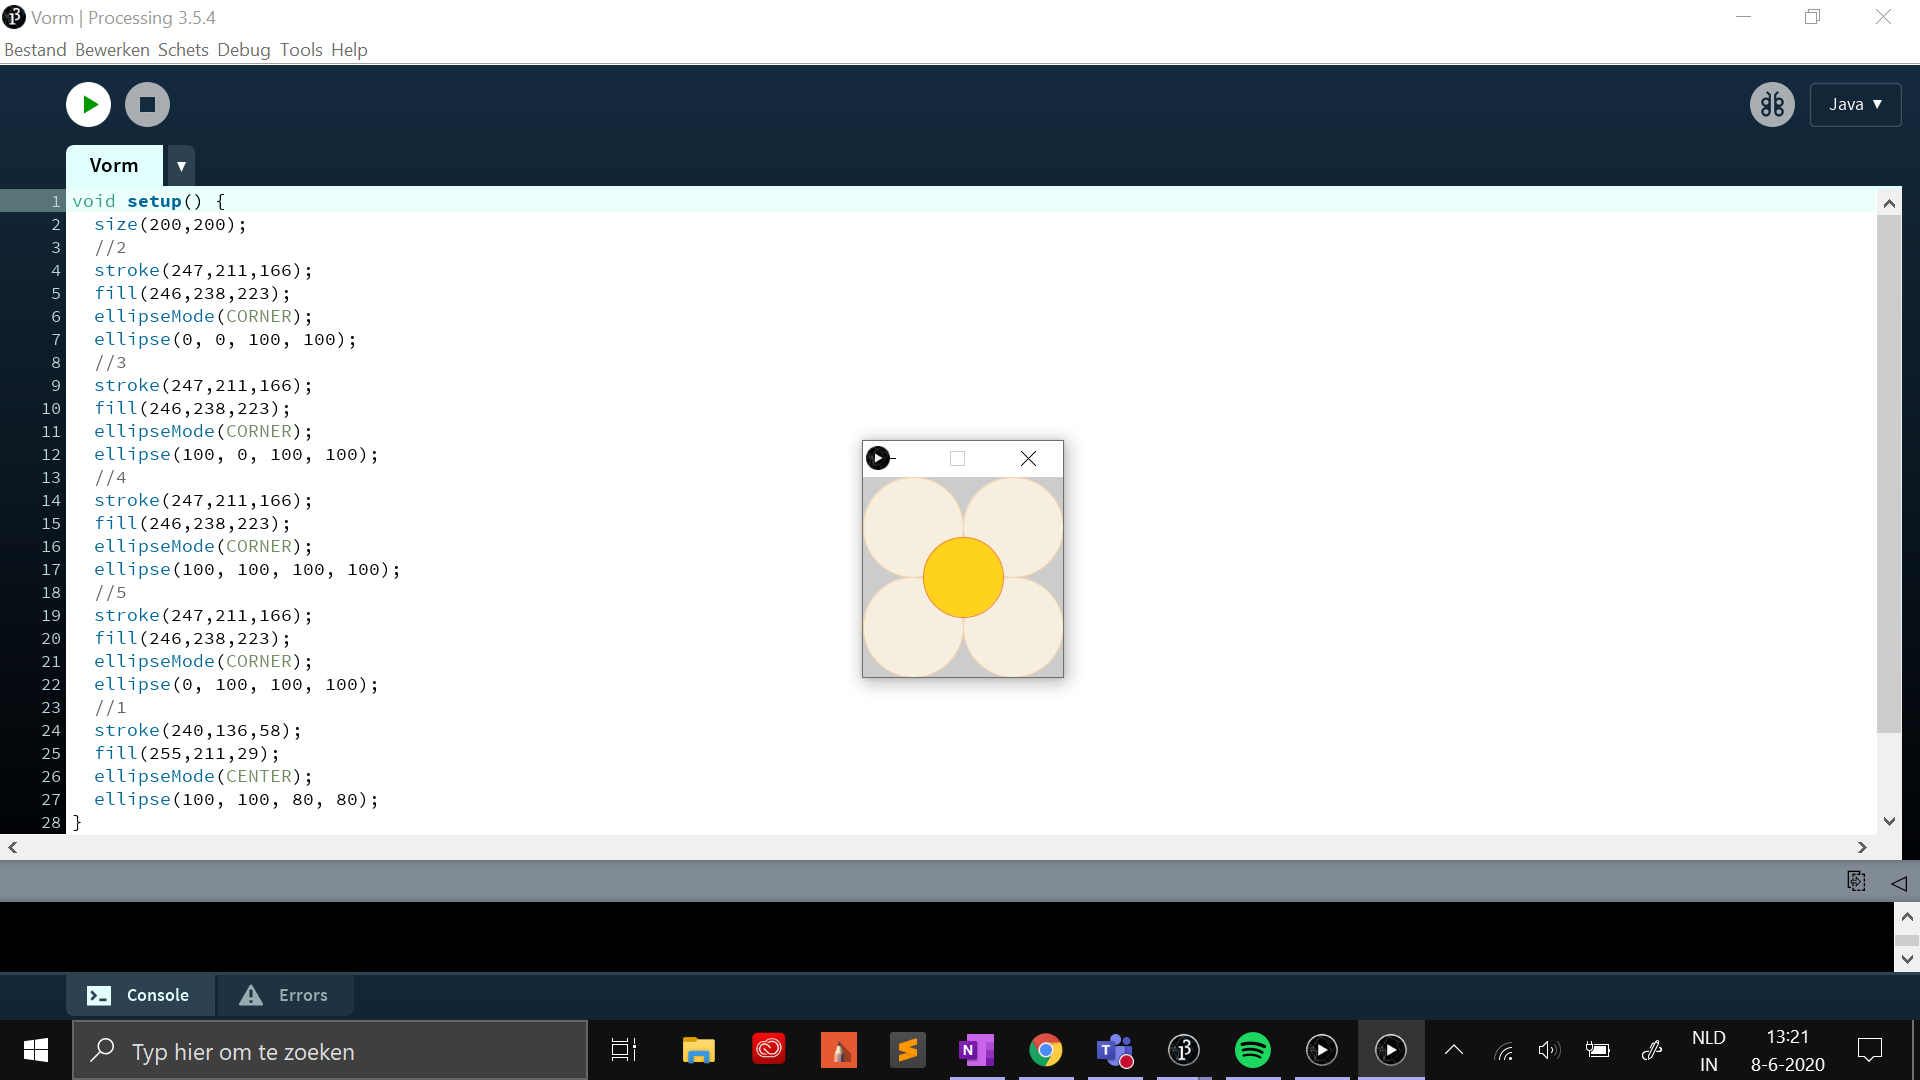 Vorm | Processing 3.5.4
Bestand Bewerken Schets Debug Tools Help
Java ▼
Vorm ▼
1 void setup() {
2 size(200,200);
3 //2
4 stroke(247,211,166);
5 fill(246,238,223);
6 ellipseMode(CORNER);
7 ellipse(0, 0, 100, 100);
8 //3
9 stroke(247,211,166);
10 fill(246,238,223);
11 ellipseMode(CORNER);
12 ellipse(100, 0, 100, 100);
13 //4
14 stroke(247,211,166);
15 fill(246,238,223);
16 ellipseMode(CORNER);
17 ellipse(100, 100, 100, 100);
18 //5
19 stroke(247,211,166);
20 fill(246,238,223);
21 ellipseMode(CORNER);
22 ellipse(0, 100, 100, 100);
23 //1
24 stroke(240,136,58);
25 fill(255,211,29);
26 ellipseMode(CENTER);
27 ellipse(100, 100, 80, 80);
28 }
Console Errors
Typ hier om te zoeken
NLD
IN
13:21
8-6-2020